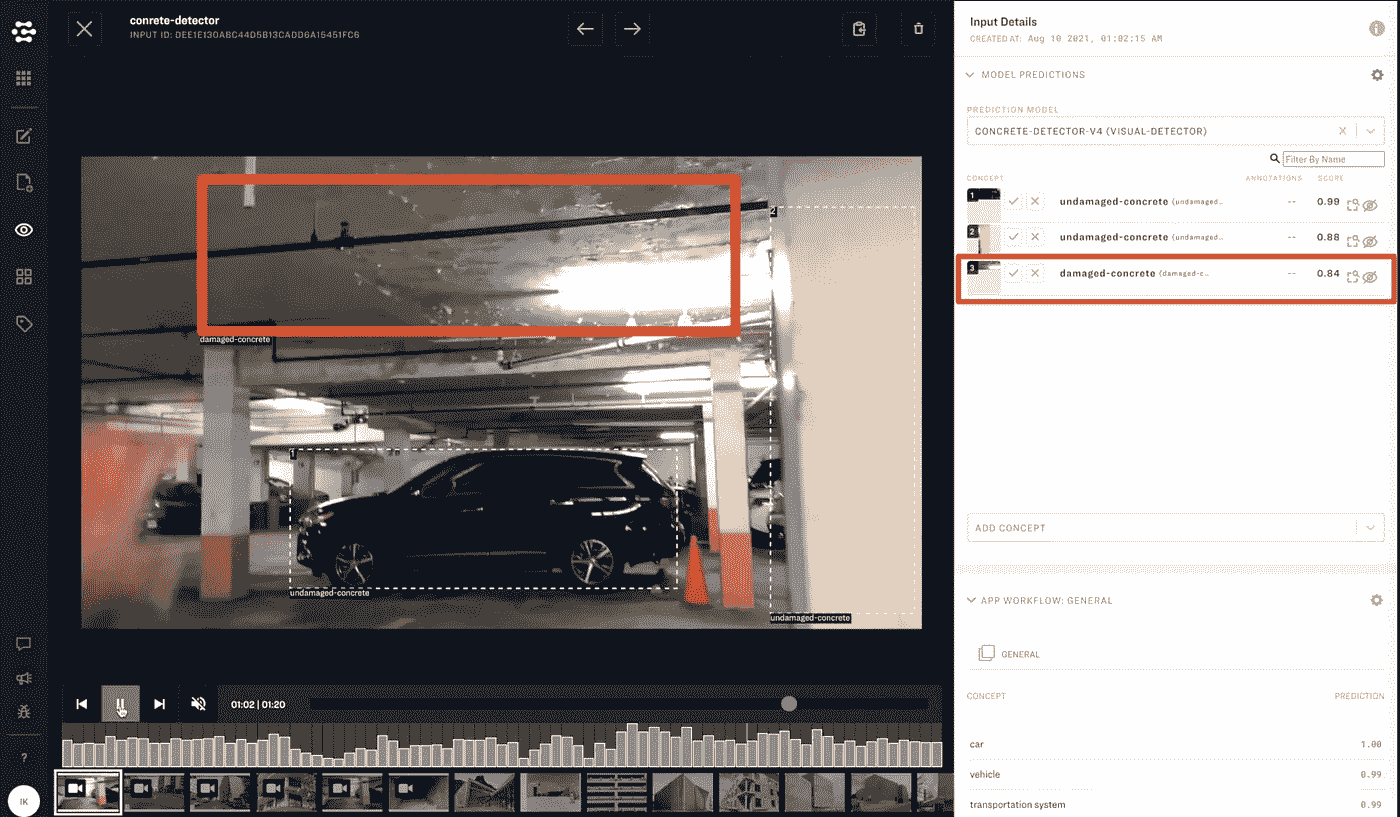 conrete-detector
INPUT ID: DEE1E130ABC44D5B13CADD6A15451FC6
Input Details
CREATED AT: Aug 10 2021, 01:02:15 AM
MODEL PREDICTIONS
PREDICTION MODEL
CONCRETE-DETECTOR-V4 (VISUAL-DETECTOR)
Filter By Name
CONCEPT ANNOTATIONS SCORE
1 undamaged-concrete (undamaged... -- 0.99
2 undamaged-concrete (undamaged... -- 0.88
3 damaged-concrete (damaged-c... -- 0.84
2
damaged-concrete
1
undamaged-concrete
undamaged-concrete
ADD CONCEPT
APP WORKFLOW: GENERAL
GENERAL
CONCEPT PREDICTION
car 1.00
vehicle 0.99
transportation system 0.99
01:02 | 01:20
?
IK